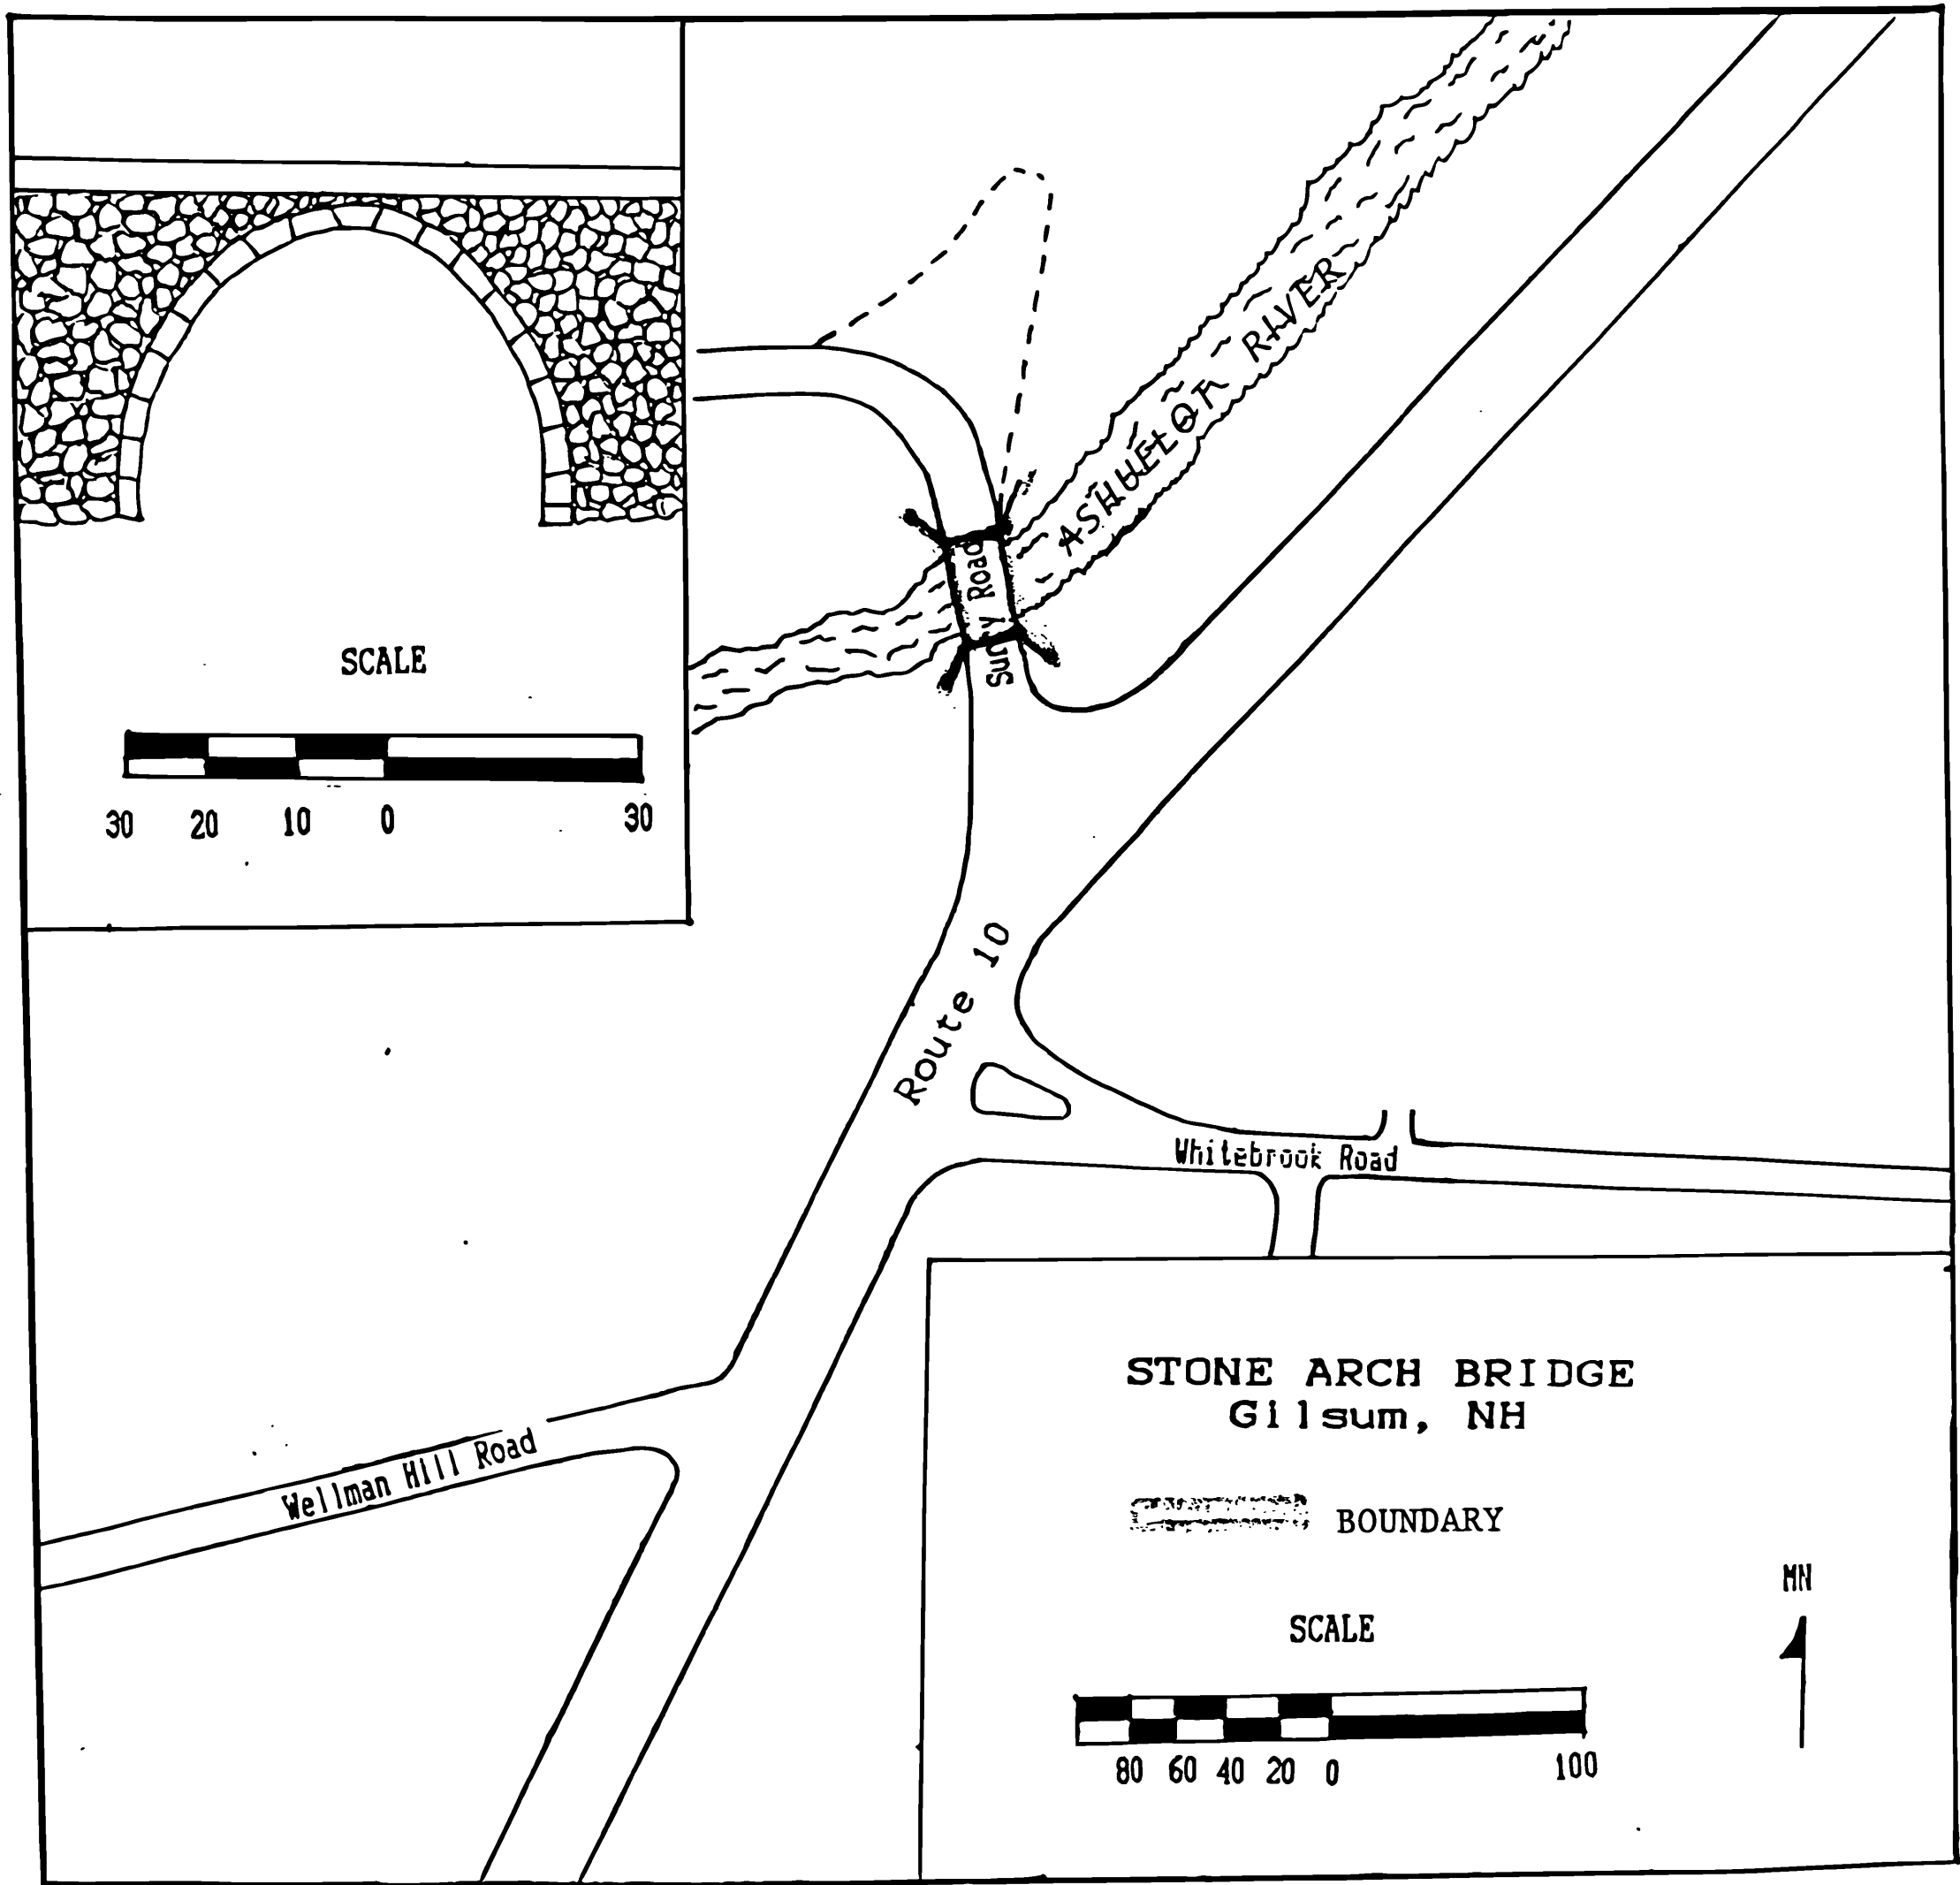 SCALE
30 20 10 0 30
ASHUELOT RIVER
Surry Road
Route 10
Whitebrook Road
Wellman Hill Road
STONE ARCH BRIDGE
Gilsum, NH
BOUNDARY
MN
SCALE
80 60 40 20 0 100